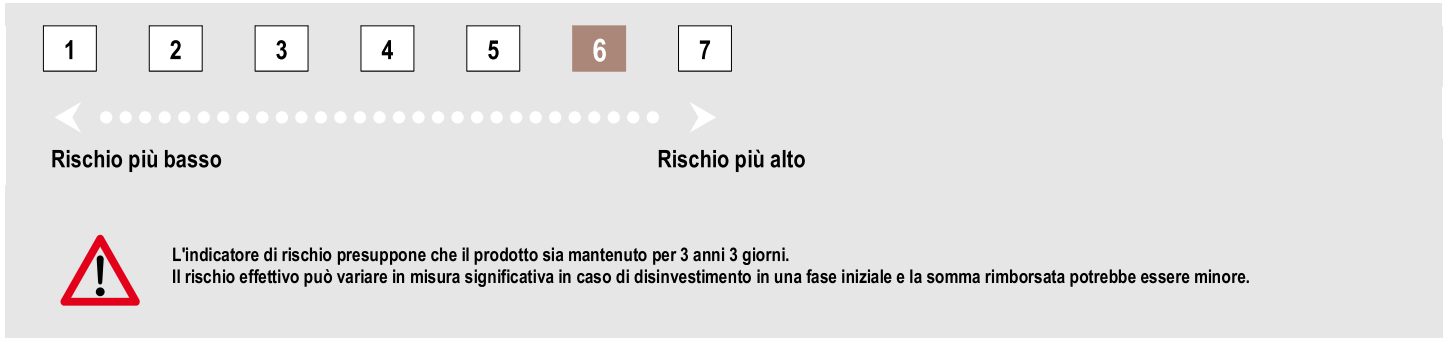 1 2 3 4 5 6 7
Rischio più basso Rischio più alto
L'indicatore di rischio presuppone che il prodotto sia mantenuto per 3 anni 3 giorni.
Il rischio effettivo può variare in misura significativa in caso di disinvestimento in una fase iniziale e la somma rimborsata potrebbe essere minore.